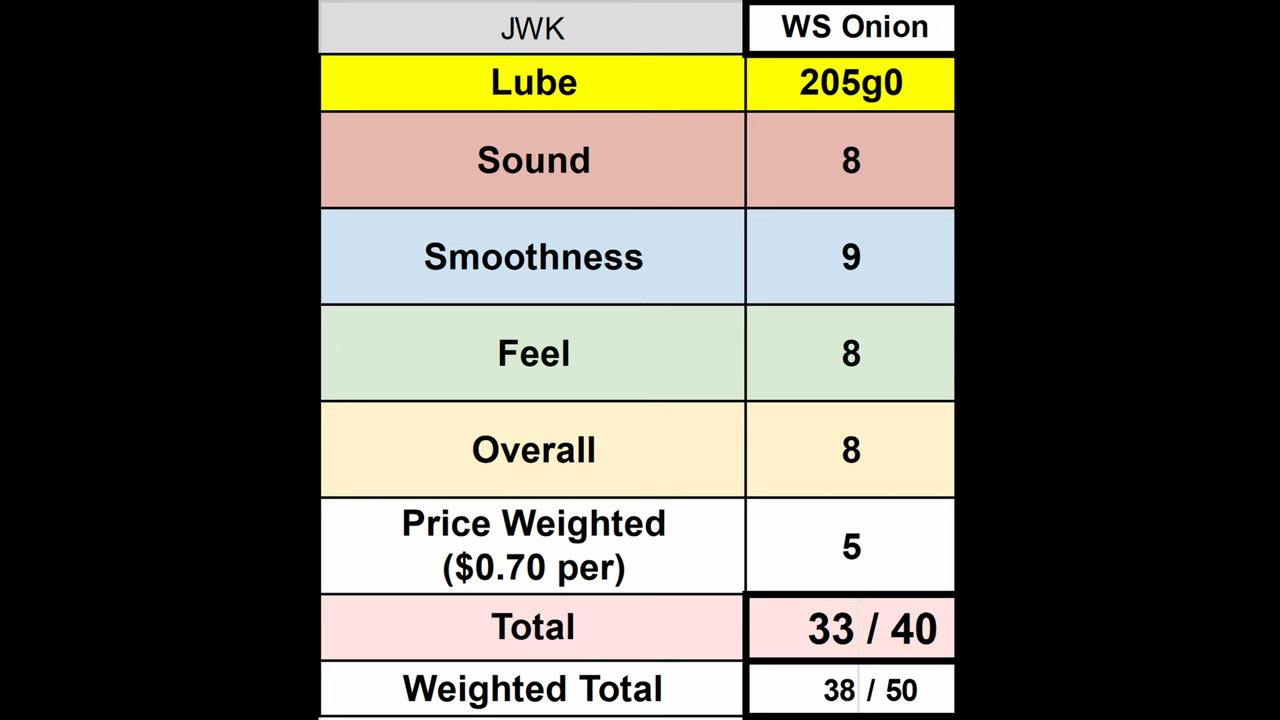 JWK WS Onion
Lube 205g0
Sound 8
Smoothness 9
Feel 8
Overall 8
Price Weighted
($0.70 per) 5
Total 33 / 40
Weighted Total 38 / 50